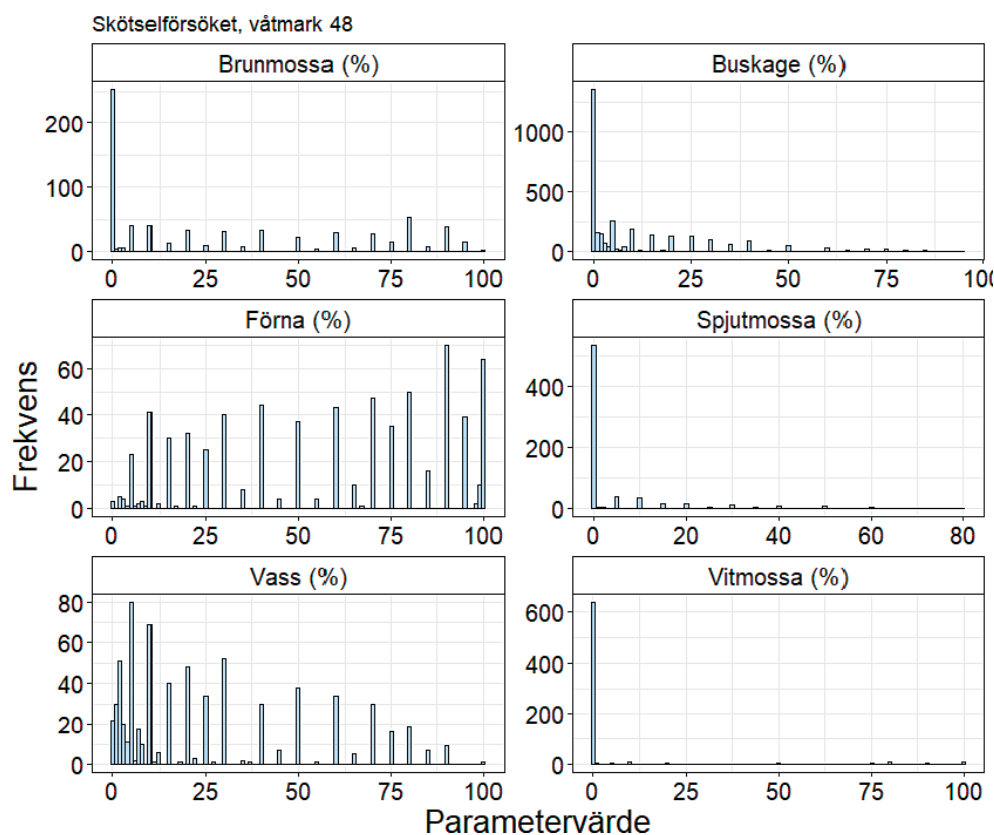 Skötselförsöket, våtmark 48
Brunmossa (%)
Buskage (%)
200
100
0
0 25 50 75 100
1000
500
0
0 25 50 75 100
Förna (%)
Spjutmossa (%)
60
40
20
0
0 25 50 75 100
400
200
0
0 20 40 60 80
Vass (%)
Vitmossa (%)
80
60
40
20
0
0 25 50 75 100
600
400
200
0
0 25 50 75 100
Frekvens
Parametervärde